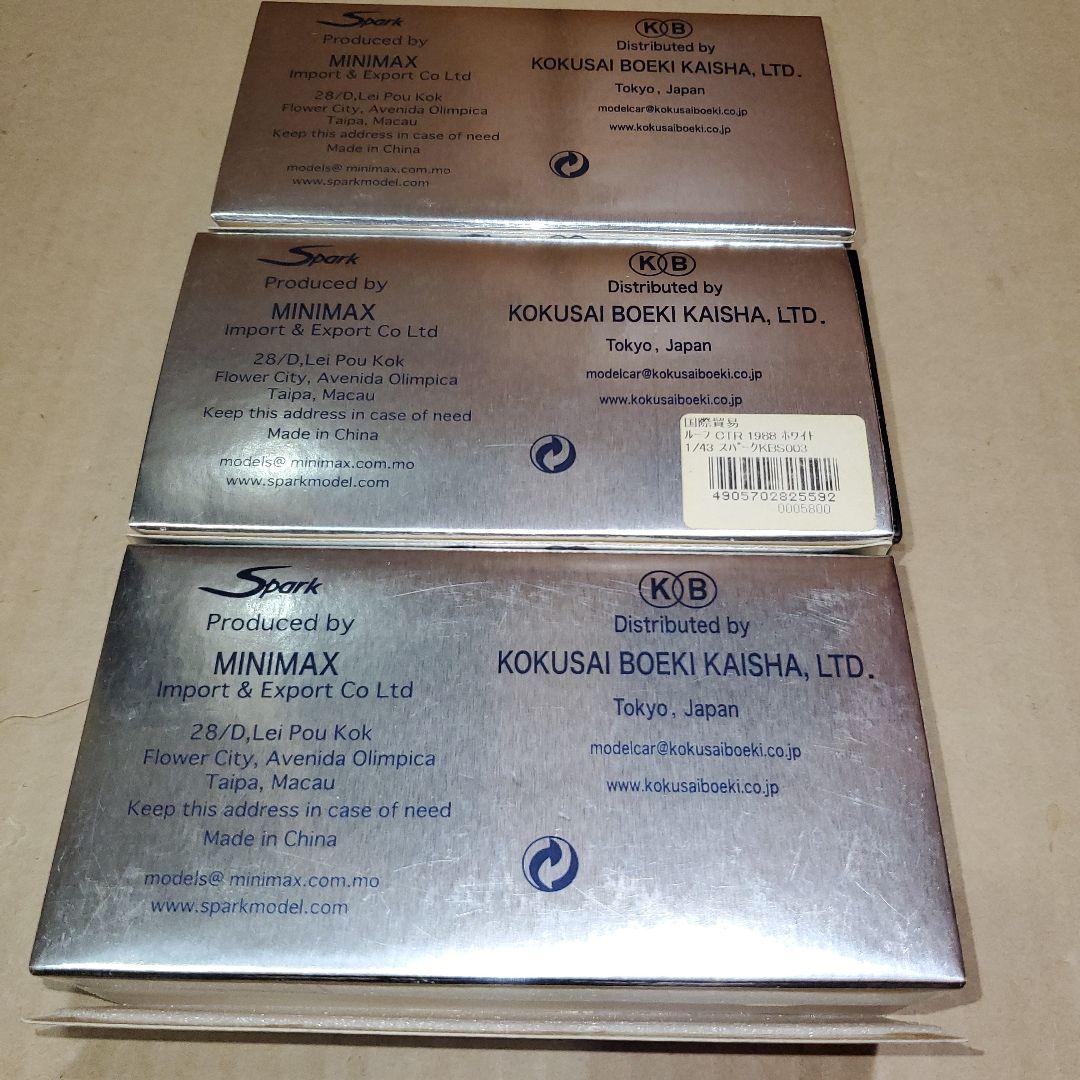 Spark
Produced by
MINIMAX
Import & Export Co Ltd
28/D,Lei Pou Kok
Flower City, Avenida Olimpica
Taipa, Macau
Keep this address in case of need
Made in China
models@ minimax.com.mo
www.sparkmodel.com
KB
Distributed by
KOKUSAI BOEKI KAISHA, LTD.
Tokyo, Japan
modelcar@kokusaiboeki.co.jp
www.kokusaiboeki.co.jp
Spark
Produced by
MINIMAX
Import & Export Co Ltd
28/D,Lei Pou Kok
Flower City, Avenida Olimpica
Taipa, Macau
Keep this address in case of need
Made in China
models@ minimax.com.mo
www.sparkmodel.com
KB
Distributed by
KOKUSAI BOEKI KAISHA, LTD.
Tokyo, Japan
modelcar@kokusaiboeki.co.jp
www.kokusaiboeki.co.jp
国際貿易
ルーフ CTR 1988 ホワイト
1/43 スパークKBS003
4905702825592
0005800
Spark
Produced by
MINIMAX
Import & Export Co Ltd
28/D,Lei Pou Kok
Flower City, Avenida Olimpica
Taipa, Macau
Keep this address in case of need
Made in China
models@ minimax.com.mo
www.sparkmodel.com
KB
Distributed by
KOKUSAI BOEKI KAISHA, LTD.
Tokyo, Japan
modelcar@kokusaiboeki.co.jp
www.kokusaiboeki.co.jp